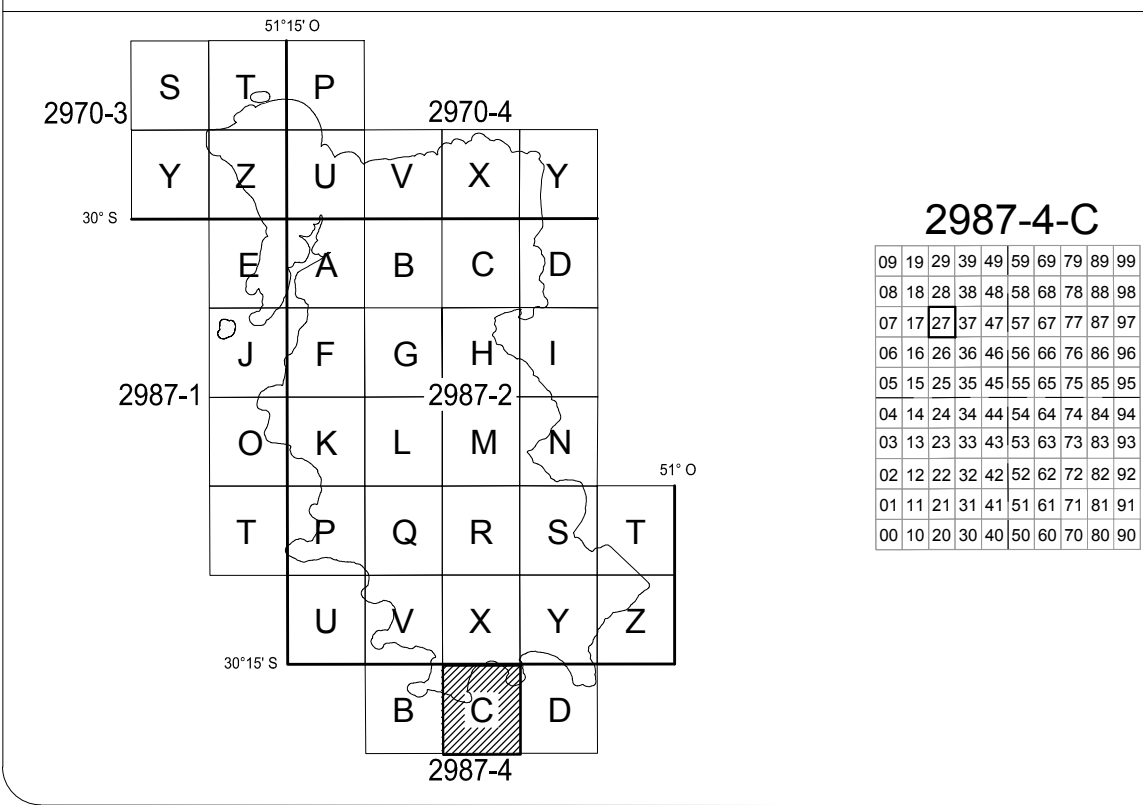 51°15' O
S T P
2970-3 2970-4
Y Z U V X Y
30° S
E A B C D
J F G H I
2987-1 2987-2
O K L M N
51° O
T P Q R S T
U V X Y Z
30°15' S
B C D
2987-4
2987-4-C
09 19 29 39 49 59 69 79 89 99
08 18 28 38 48 58 68 78 88 98
07 17 27 37 47 57 67 77 87 97
06 16 26 36 46 56 66 76 86 96
05 15 25 35 45 55 65 75 85 95
04 14 24 34 44 54 64 74 84 94
03 13 23 33 43 53 63 73 83 93
02 12 22 32 42 52 62 72 82 92
01 11 21 31 41 51 61 71 81 91
00 10 20 30 40 50 60 70 80 90